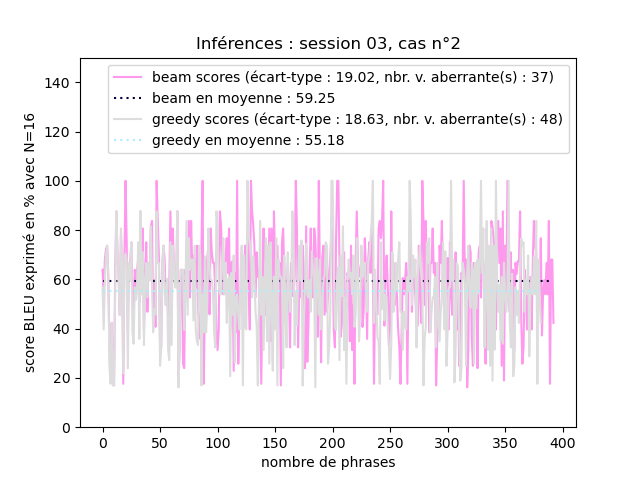 Inférences : session 03, cas n°2
beam scores (écart-type : 19.02, nbr. v. aberrante(s) : 37)
beam en moyenne : 59.25
greedy scores (écart-type : 18.63, nbr. v. aberrante(s) : 48)
greedy en moyenne : 55.18
score BLEU exprimé en % avec N=16
140
120
100
80
60
40
20
0
0 50 100 150 200 250 300 350 400
nombre de phrases